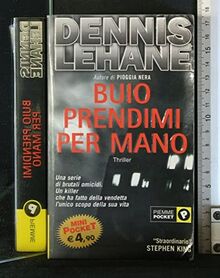 DENNIS
LEHANE
Autore di PIOGGIA NERA
BUIO
PRENDIMI
PER MANO
Thriller
Una serie
di brutali omicidi.
Un killer
che ha fatto della vendetta
l'unico scopo della sua vita
MINI
POCKET
€ 4,90
PIEMME
POCKET
"Straordinario"
STEPHEN KING
DENNIS
LEHANE
BUIO PRENDIMI
PER MANO
PIEMME